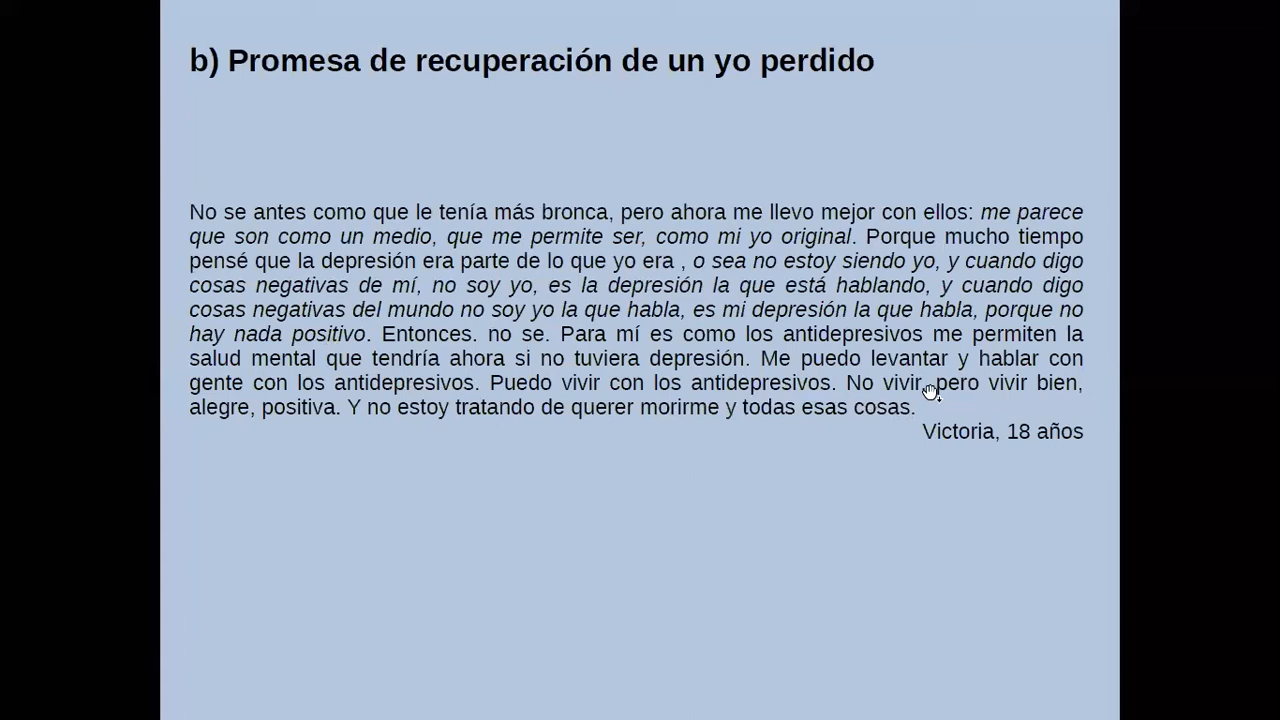 b) Promesa de recuperación de un yo perdido
No se antes como que le tenía más bronca, pero ahora me llevo mejor con ellos: me parece
que son como un medio, que me permite ser, como mi yo original. Porque mucho tiempo
pensé que la depresión era parte de lo que yo era , o sea no estoy siendo yo, y cuando digo
cosas negativas de mí, no soy yo, es la depresión la que está hablando, y cuando digo
cosas negativas del mundo no soy yo la que habla, es mi depresión la que habla, porque no
hay nada positivo. Entonces. no se. Para mí es como los antidepresivos me permiten la
salud mental que tendría ahora si no tuviera depresión. Me puedo levantar y hablar con
gente con los antidepresivos. Puedo vivir con los antidepresivos. No vivir, pero vivir bien,
alegre, positiva. Y no estoy tratando de querer morirme y todas esas cosas.
Victoria, 18 años